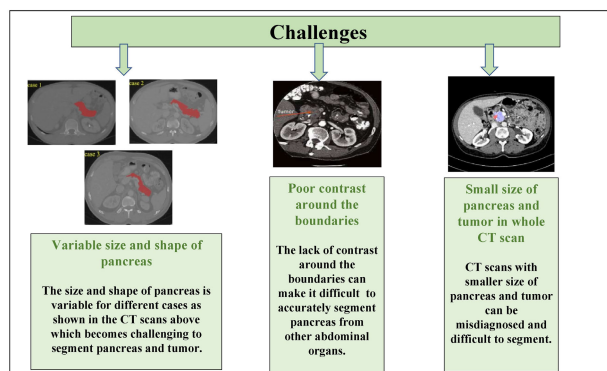 Challenges
case 1
case 2
case 3
Tumor
Variable size and shape of
pancreas
The size and shape of pancreas is
variable for different cases as
shown in the CT scans above
which becomes challenging to
segment pancreas and tumor.
Poor contrast
around the
boundaries
The lack of contrast
around the
boundaries can
make it difficult to
accurately segment
pancreas from
other abdominal
organs.
Small size of
pancreas and
tumor in whole
CT scan
CT scans with
smaller size of
pancreas and tumor
can be
misdiagnosed and
difficult to segment.